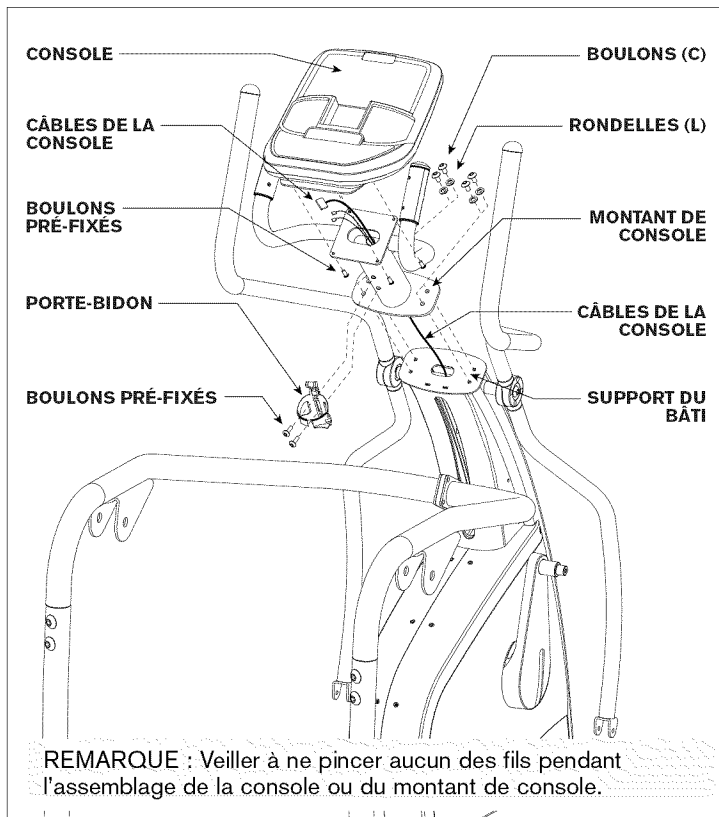 CONSOLE
CÂBLES DE LA
CONSOLE
BOULONS
PRÉ-FIXÉS
PORTE-BIDON
BOULONS PRÉ-FIXÉS
BOULONS (C)
RONDELLES (L)
MONTANT DE
CONSOLE
CÂBLES DE LA
CONSOLE
SUPPORT DU
BÂTI
REMARQUE : Veiller à ne pincer aucun des fils pendant
l'assemblage de la console ou du montant de console.